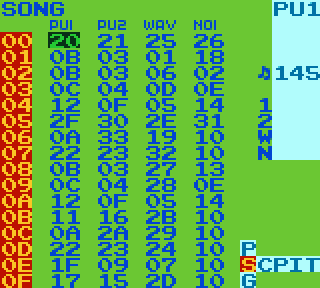 SONG PU1
PU1 PU2 WAV NOI
00 20 21 25 26
01 0B 03 01 18
02 0B 03 06 02 ♫145
03 0C 04 0D 0E
04 12 0F 05 14 1
05 2F 30 2E 31 2
06 0A 33 19 10 W
07 22 23 32 10 N
08 0B 03 27 13
09 0C 04 28 0E
0A 12 0F 05 14
0B 11 16 2B 10
0C 0A 2A 29 10
0D 22 23 24 10 P
0E 1F 09 07 10 SCPIT
0F 17 15 2D 10 G